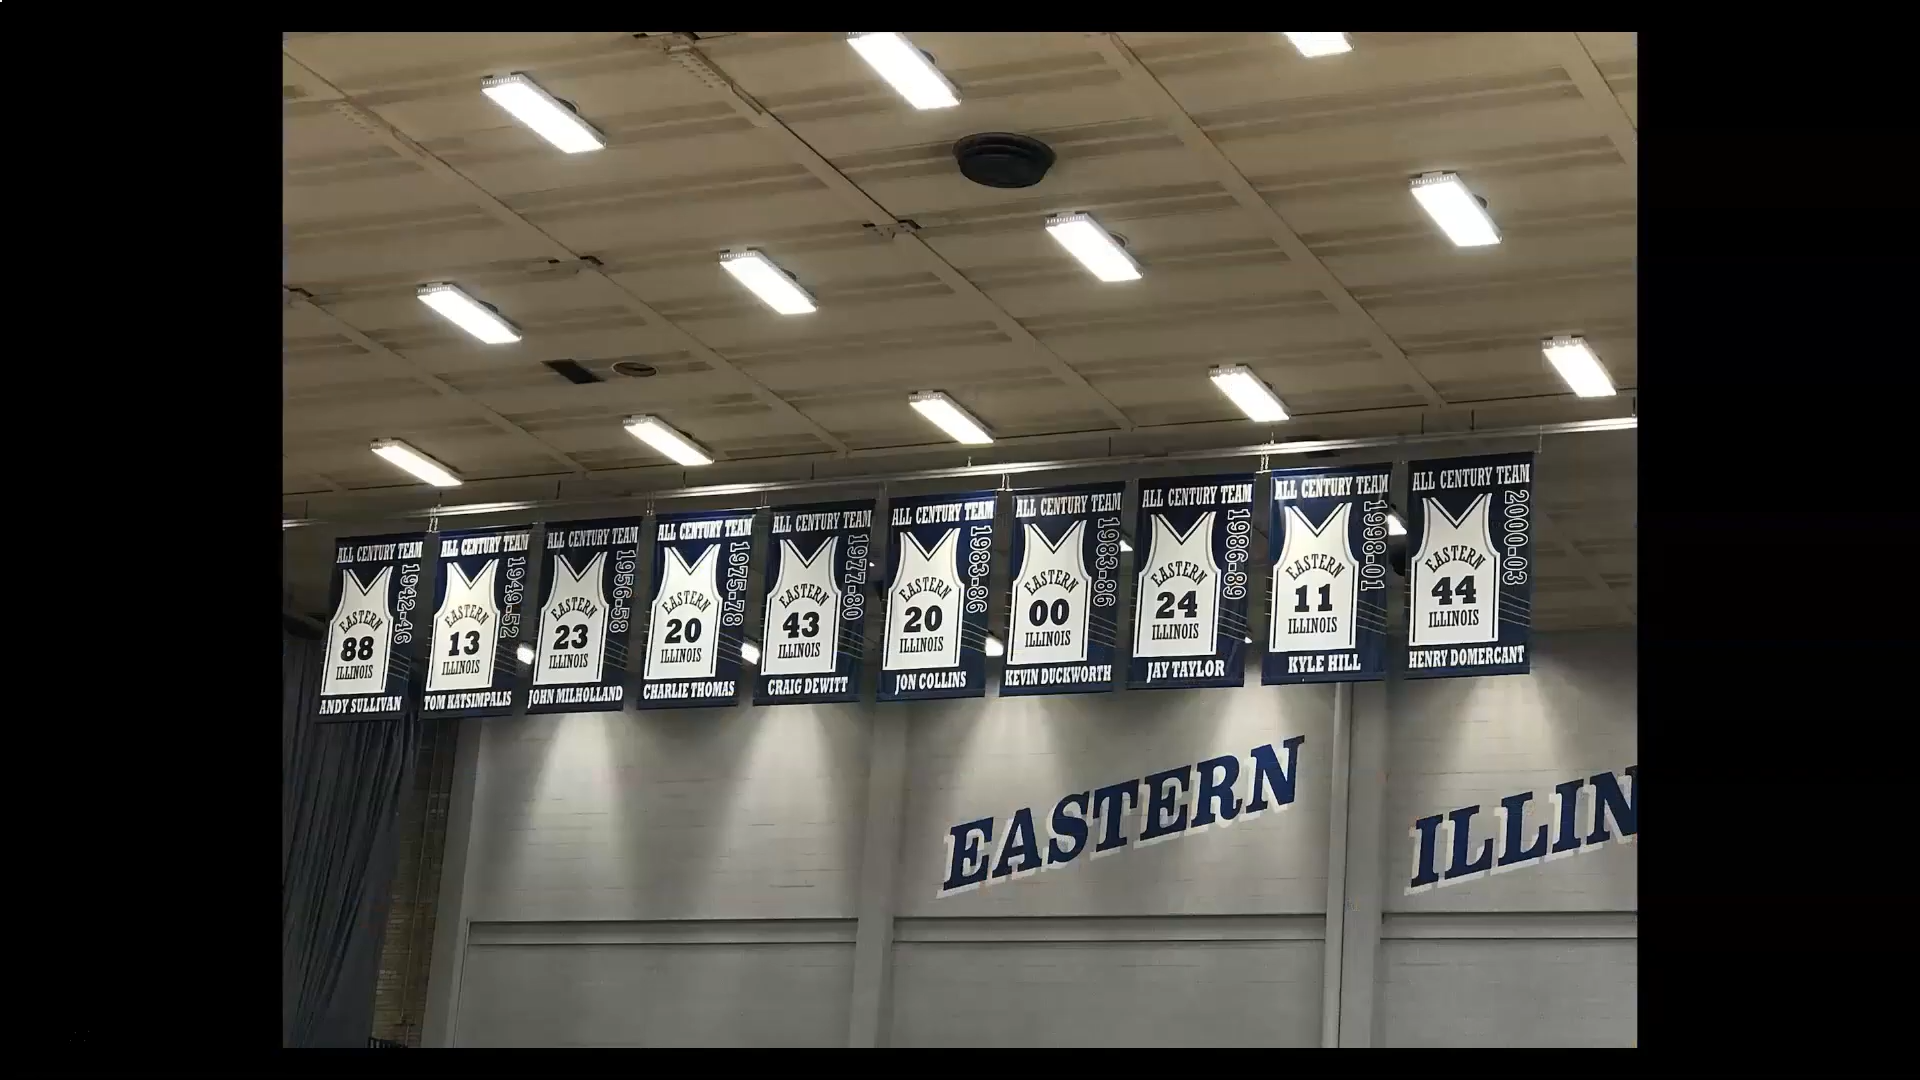 ALL CENTURY TEAM
1942-46
EASTERN
88
ILLINOIS
ANDY SULLIVAN
ALL CENTURY TEAM
1949-52
EASTERN
13
ILLINOIS
TOM KATSIMPALIS
ALL CENTURY TEAM
1956-58
EASTERN
23
ILLINOIS
JOHN MILHOLLAND
ALL CENTURY TEAM
1975-78
EASTERN
20
ILLINOIS
CHARLIE THOMAS
ALL CENTURY TEAM
1977-80
EASTERN
43
ILLINOIS
CRAIG DEWITT
ALL CENTURY TEAM
1983-86
EASTERN
20
ILLINOIS
JON COLLINS
ALL CENTURY TEAM
1983-86
EASTERN
00
ILLINOIS
KEVIN DUCKWORTH
ALL CENTURY TEAM
1986-89
EASTERN
24
ILLINOIS
JAY TAYLOR
ALL CENTURY TEAM
1998-01
EASTERN
11
ILLINOIS
KYLE HILL
ALL CENTURY TEAM
2000-03
EASTERN
44
ILLINOIS
HENRY DOMERCANT
EASTERN ILLIN